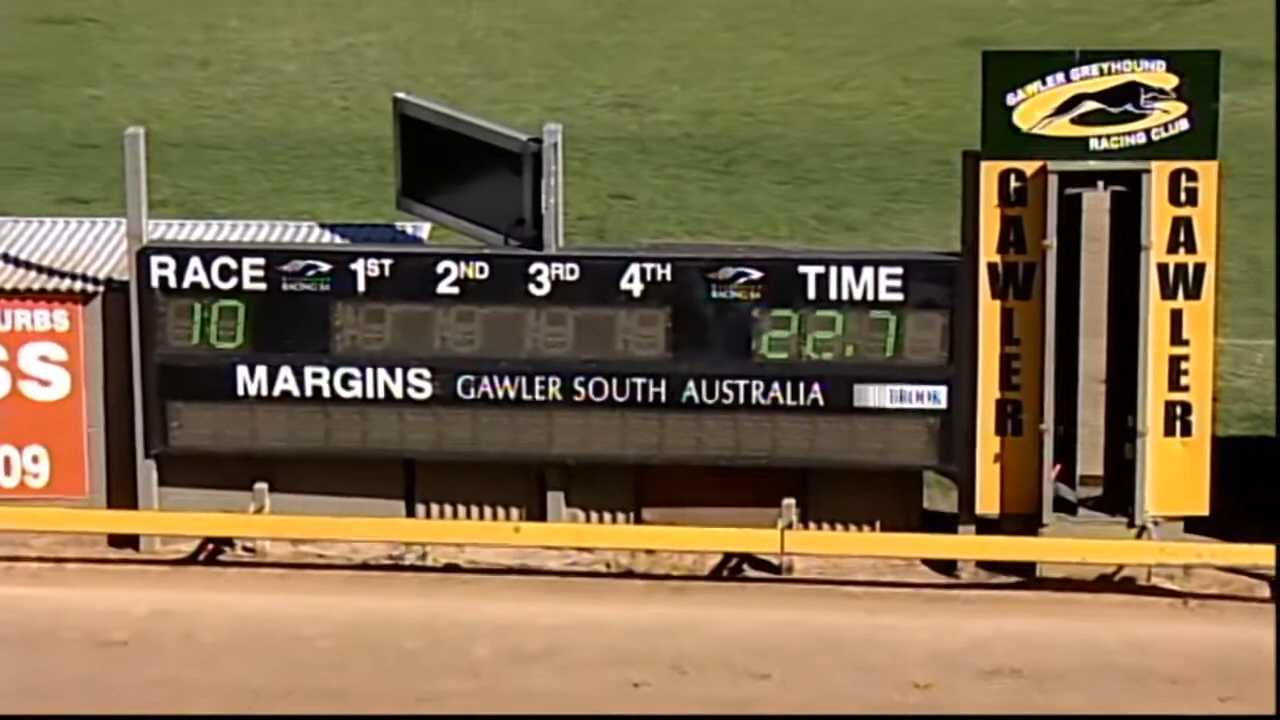 GAWLER GREYHOUND
RACING CLUB
GAWLER
GAWLER
RACE 1ST 2ND 3RD 4TH TIME
10 22.7
MARGINS GAWLER SOUTH AUSTRALIA
URBS
SS
09